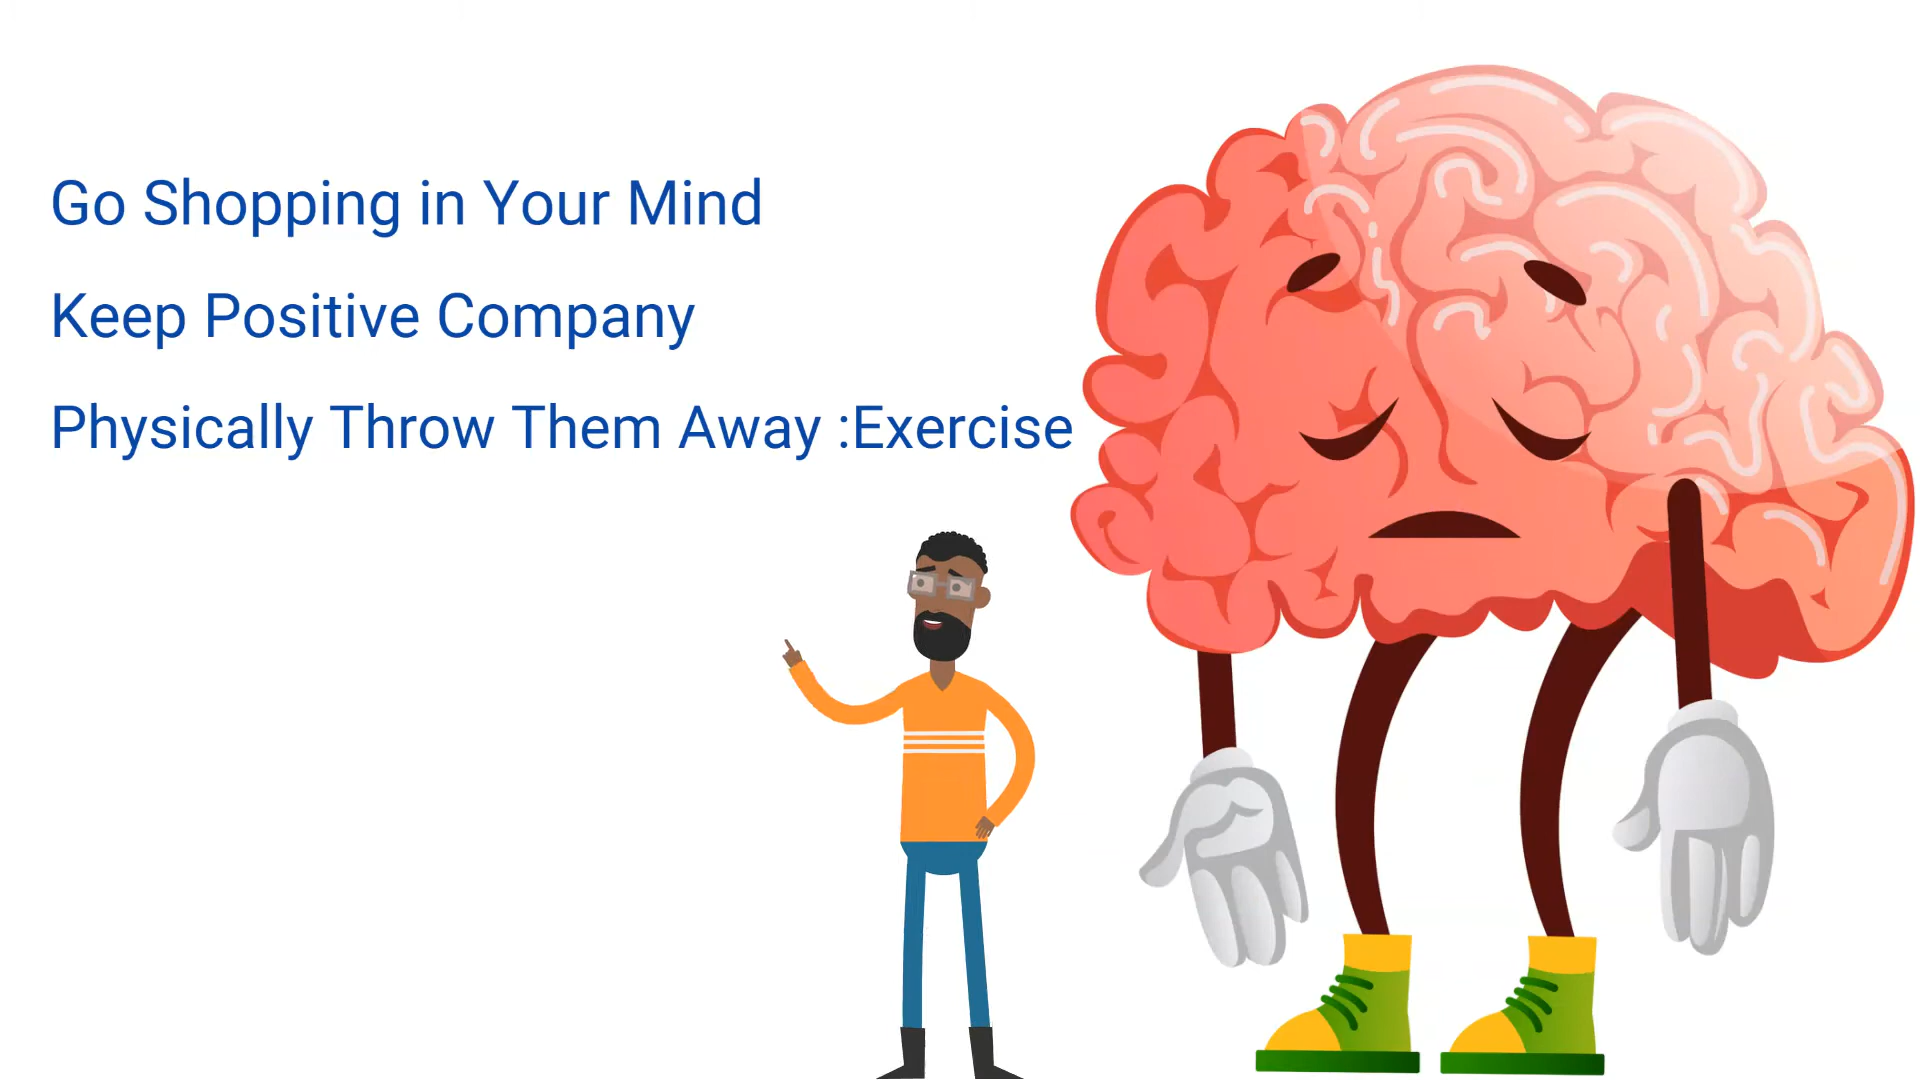 Go Shopping in Your Mind
Keep Positive Company
Physically Throw Them Away :Exercise